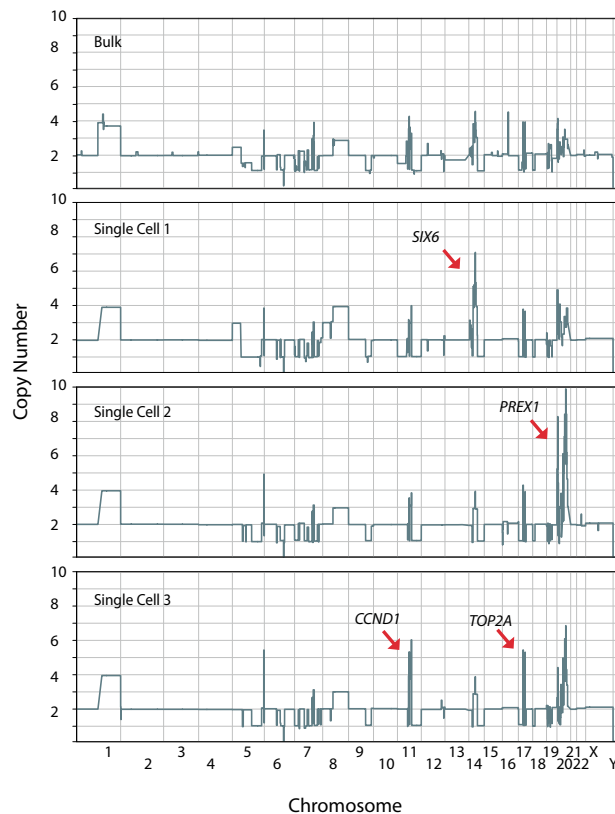 10
Bulk
8
6
4
2
10
Single Cell 1
SIX6
8
6
4
2
10
Single Cell 2
PREX1
8
6
4
2
10
Single Cell 3
CCND1
TOP2A
8
6
4
2
Copy Number
1 3 5 7 9 11 13 15 17 19 21 X
2 4 6 8 10 12 14 16 18 20 22 Y
Chromosome